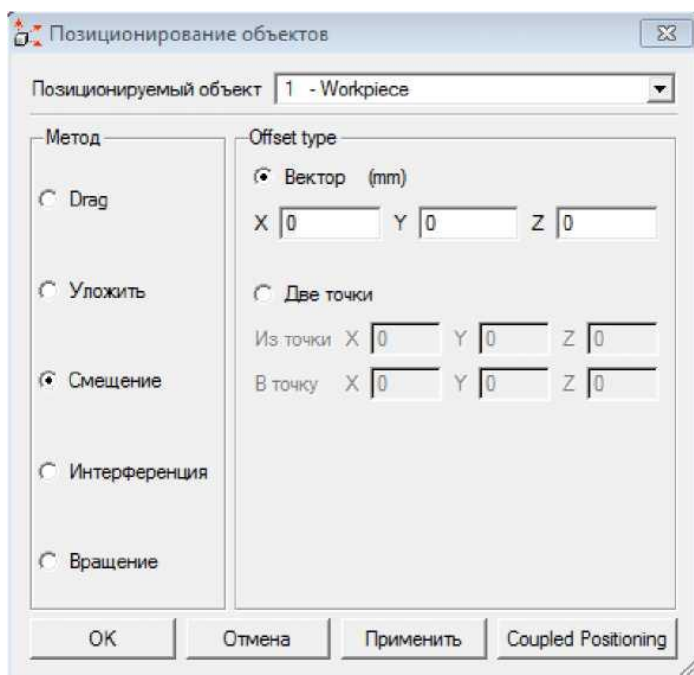 Позиционирование объектов
Позиционируемый объект 1 - Workpiece
Метод
Drag
Уложить
Смещение
Интерференция
Вращение
Offset type
Вектор (mm)
X 0 Y 0 Z 0
Две точки
Из точки X 0 Y 0 Z 0
В точку X 0 Y 0 Z 0
OK Отмена Применить Coupled Positioning